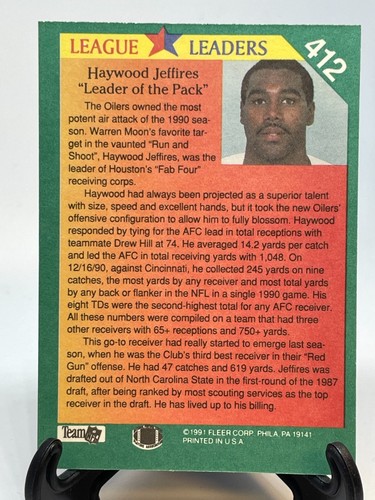 LEAGUE LEADERS
412
Haywood Jeffires
"Leader of the Pack"
The Oilers owned the most
potent air attack of the 1990 sea-
son. Warren Moon's favorite tar-
get in the vaunted "Run and
Shoot", Haywood Jeffires, was the
leader of Houston's "Fab Four"
receiving corps.
Haywood had always been projected as a superior talent
with size, speed and excellent hands, but it took the new Oilers'
offensive configuration to allow him to fully blossom. Haywood
responded by tying for the AFC lead in total receptions with
teammate Drew Hill at 74. He averaged 14.2 yards per catch
and led the AFC in total receiving yards with 1,048. On
12/16/90, against Cincinnati, he collected 245 yards on nine
catches, the most yards by any receiver and most total yards
by any back or flanker in the NFL in a single 1990 game. His
eight TDs were the second-highest total for any AFC receiver.
All these numbers were compiled on a team that had three
other receivers with 65+ receptions and 750+ yards.
This go-to receiver had really started to emerge last sea-
son, when he was the Club's third best receiver in their "Red
Gun" offense. He had 47 catches and 619 yards. Jeffires was
drafted out of North Carolina State in the first-round of the 1987
draft, after being ranked by most scouting services as the top
receiver in the draft. He has lived up to his billing.
Team NFL
©1991 FLEER CORP. PHILA, PA 19141
PRINTED IN U.S.A.